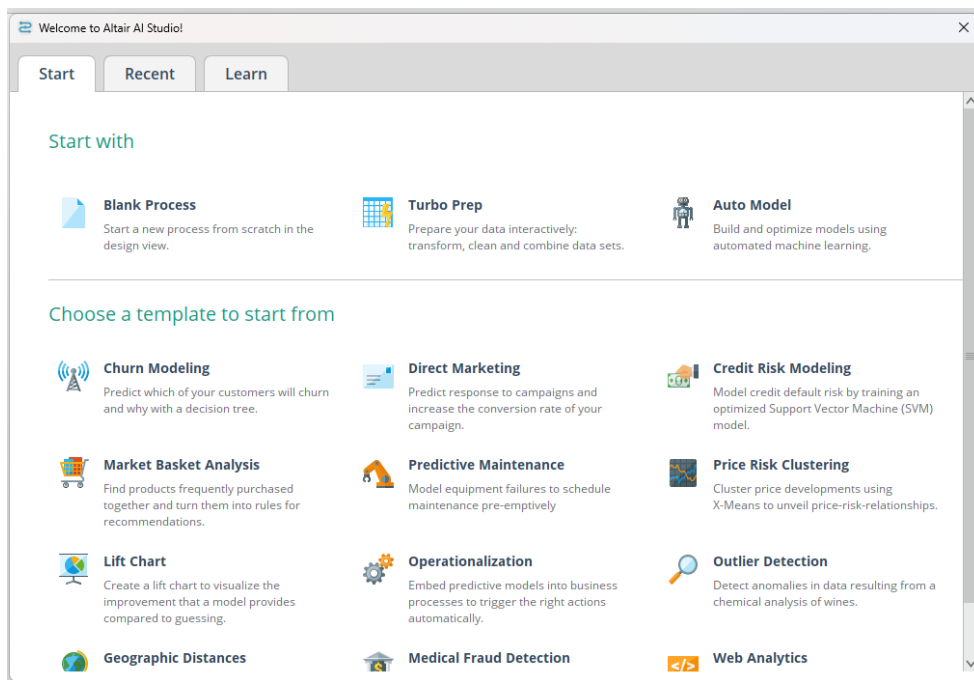 Welcome to Altair AI Studio!
Start
Recent
Learn
Start with
Blank Process
Start a new process from scratch in the
design view.
Turbo Prep
Prepare your data interactively:
transform, clean and combine data sets.
Auto Model
Build and optimize models using
automated machine learning.
Choose a template to start from
Churn Modeling
Predict which of your customers will churn
and why with a decision tree.
Direct Marketing
Predict response to campaigns and
increase the conversion rate of your
campaign.
Credit Risk Modeling
Model credit default risk by training an
optimized Support Vector Machine (SVM)
model.
Market Basket Analysis
Find products frequently purchased
together and turn them into rules for
recommendations.
Predictive Maintenance
Model equipment failures to schedule
maintenance pre-emptively
Price Risk Clustering
Cluster price developments using
X-Means to unveil price-risk-relationships.
Lift Chart
Create a lift chart to visualize the
improvement that a model provides
compared to guessing.
Operationalization
Embed predictive models into business
processes to trigger the right actions
automatically.
Outlier Detection
Detect anomalies in data resulting from a
chemical analysis of wines.
Geographic Distances
Medical Fraud Detection
Web Analytics